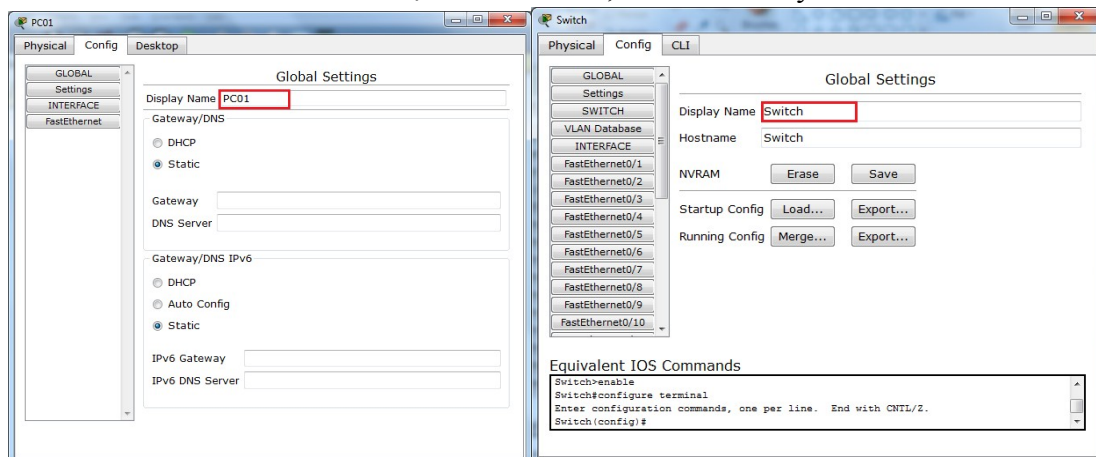 PC01
Physical Config Desktop
GLOBAL
Settings
INTERFACE
FastEthernet
Global Settings
Display Name PC01
Gateway/DNS
DHCP
Static
Gateway
DNS Server
Gateway/DNS IPv6
DHCP
Auto Config
Static
IPv6 Gateway
IPv6 DNS Server
Switch
Physical Config CLI
GLOBAL
Settings
SWITCH
VLAN Database
INTERFACE
FastEthernet0/1
FastEthernet0/2
FastEthernet0/3
FastEthernet0/4
FastEthernet0/5
FastEthernet0/6
FastEthernet0/7
FastEthernet0/8
FastEthernet0/9
FastEthernet0/10
Global Settings
Display Name Switch
Hostname Switch
NVRAM Erase Save
Startup Config Load... Export...
Running Config Merge... Export...
Equivalent IOS Commands
Switch>enable
Switch#configure terminal
Enter configuration commands, one per line. End with CNTL/Z.
Switch(config)#